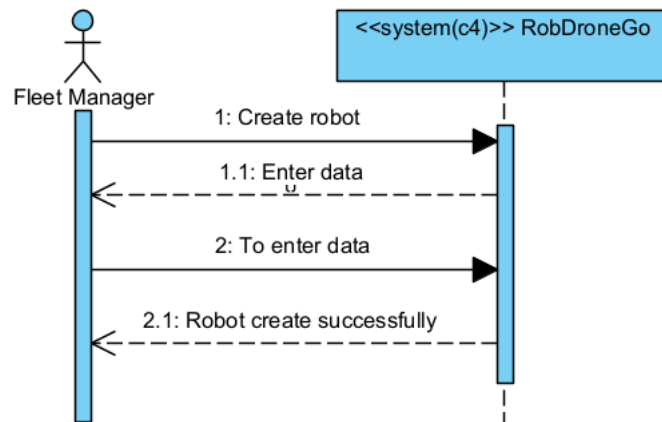 <<system(c4)>> RobDroneGo
Fleet Manager
1: Create robot
1.1: Enter data
2: To enter data
2.1: Robot create successfully